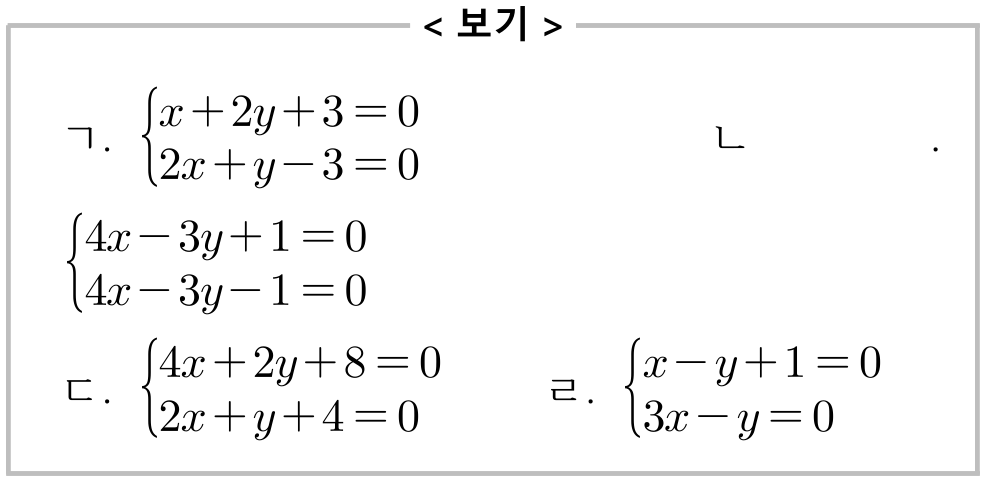 < 보기 >
ㄱ. { x+2y+3=0
2x+y-3=0
ㄴ.
{ 4x-3y+1=0
4x-3y-1=0
ㄷ. { 4x+2y+8=0
2x+y+4=0
ㄹ. { x-y+1=0
3x-y=0